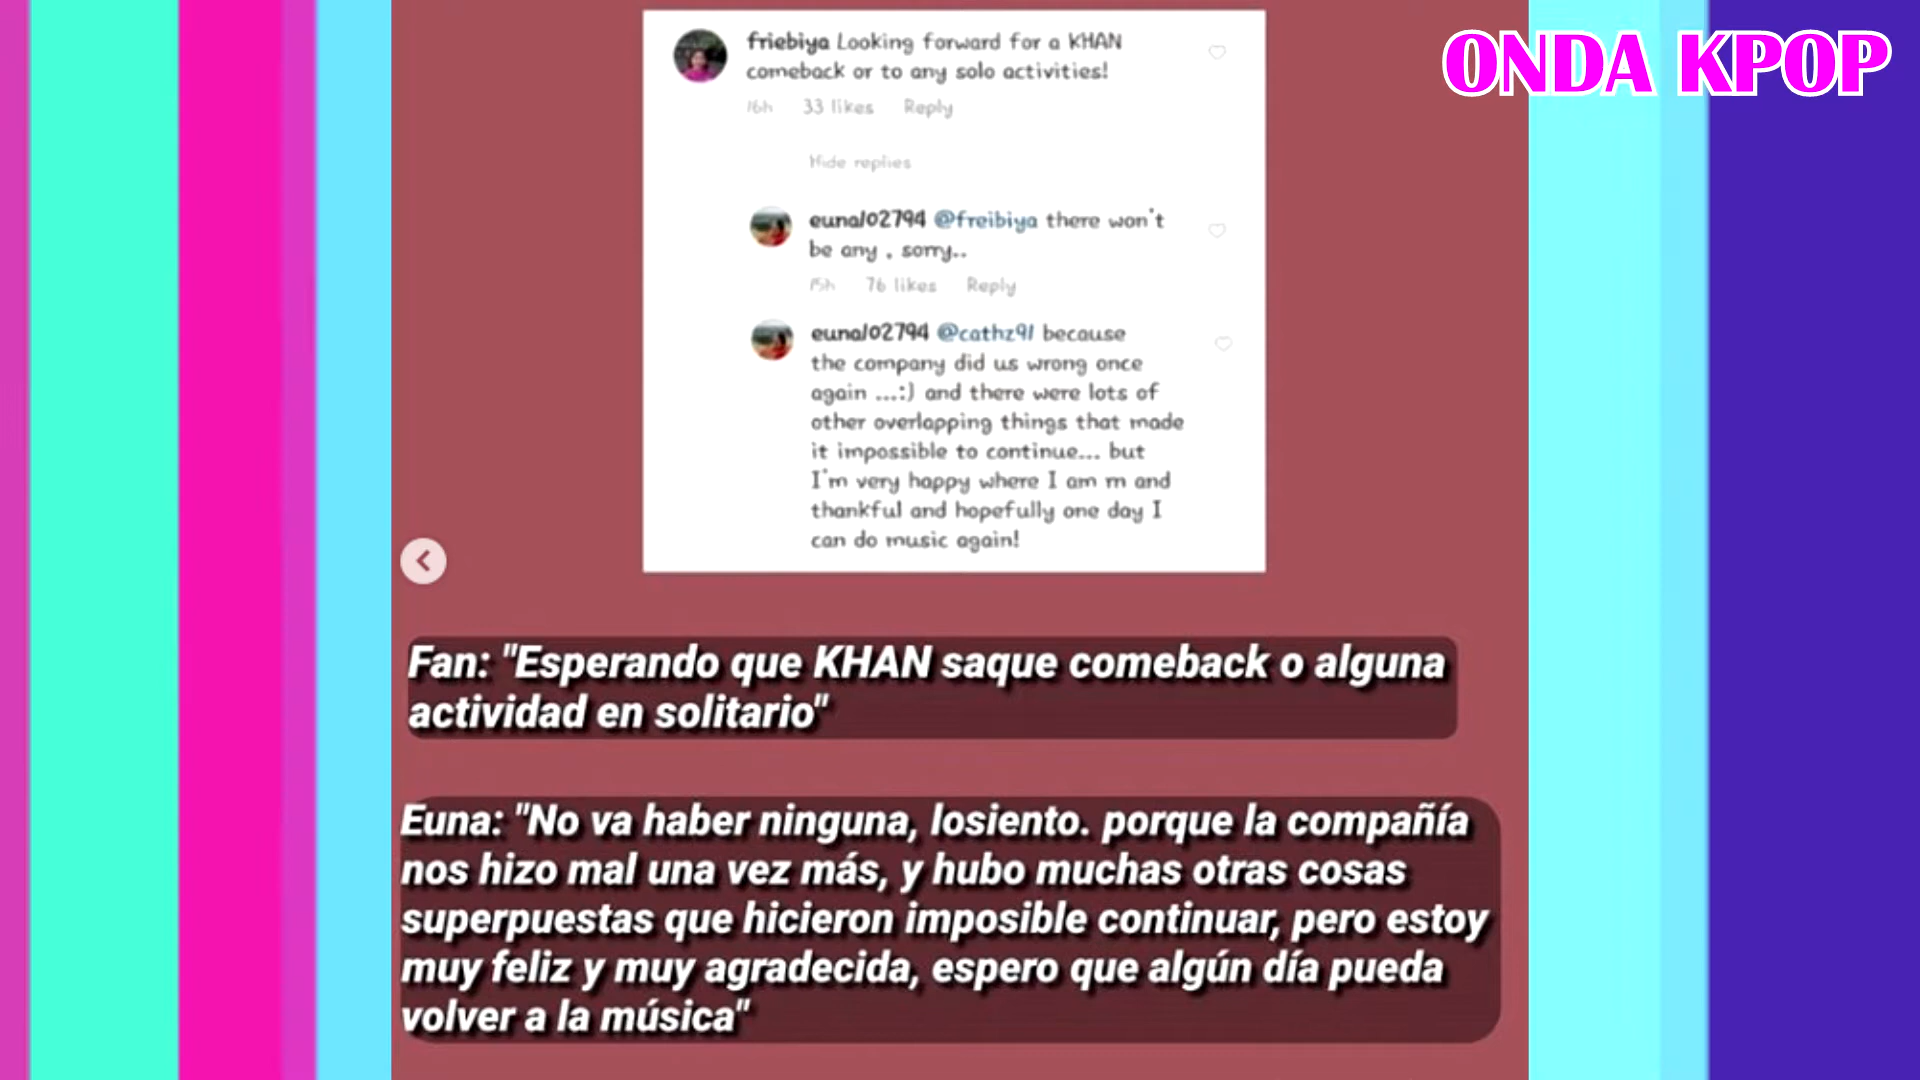 ONDA KPOP
friebiya Looking forward for a KHAN
comeback or to any solo activities!
16h 33 likes Reply
Hide replies
euna102794 @freibiya there won't
be any , sorry..
15h 76 likes Reply
euna102794 @cathz91 because
the company did us wrong once
again ...:) and there were lots of
other overlapping things that made
it impossible to continue... but
I'm very happy where I am m and
thankful and hopefully one day I
can do music again!
Fan: "Esperando que KHAN saque comeback o alguna
actividad en solitario"
Euna: "No va haber ninguna, losiento. porque la compañía
nos hizo mal una vez más, y hubo muchas otras cosas
superpuestas que hicieron imposible continuar, pero estoy
muy feliz y muy agradecida, espero que algún día pueda
volver a la música"